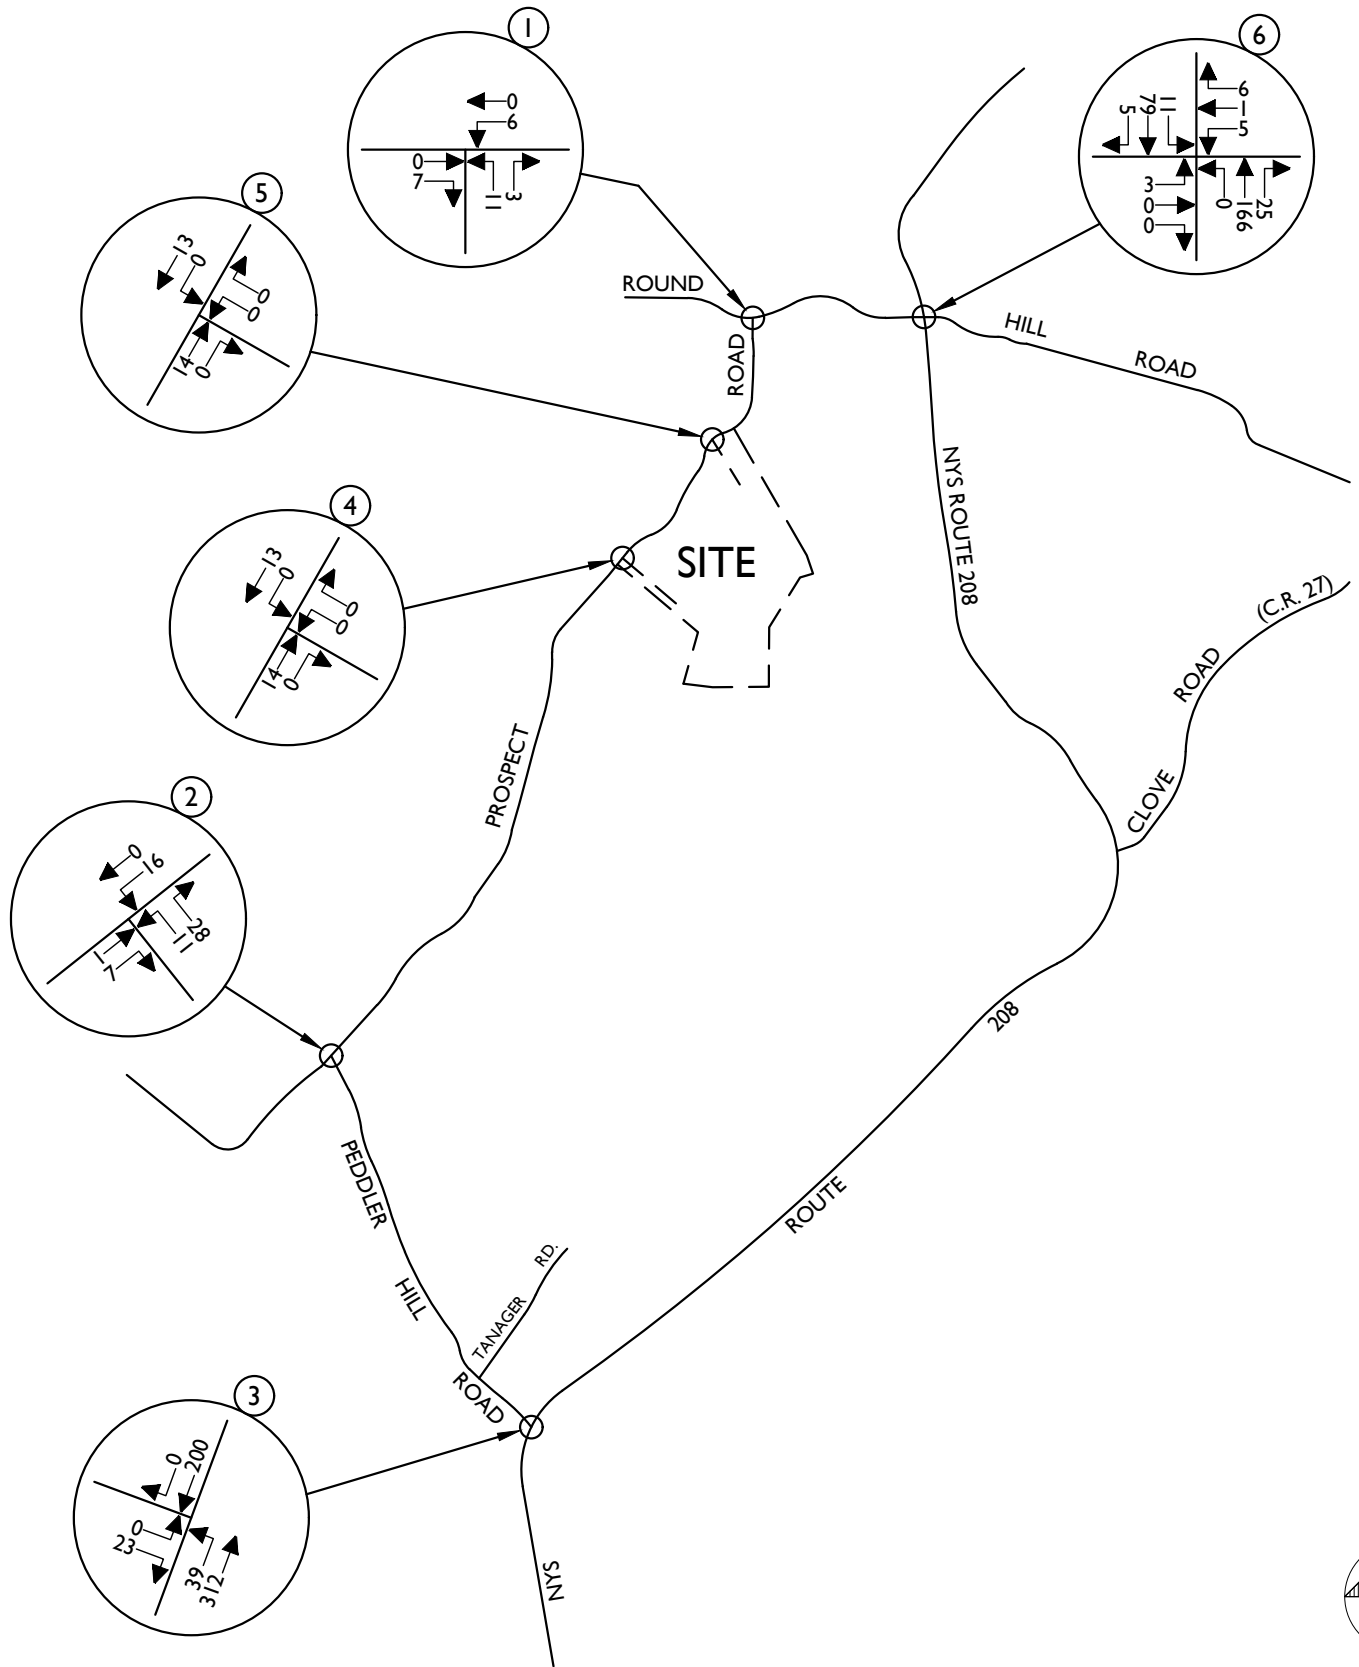 1
0
6
0
7
11
3
6
6
1
5
11
79
5
3
0
0
0
166
25
5
13
0
0
0
14
0
ROUND
ROAD
HILL
ROAD
4
13
0
0
0
14
0
SITE
NYS ROUTE 208
(C.R. 27)
ROAD
CLOVE
PROSPECT
2
0
16
28
11
1
7
208
ROUTE
PEDDLER
HILL
ROAD
TANAGER
RD.
3
0
200
0
23
39
312
NYS